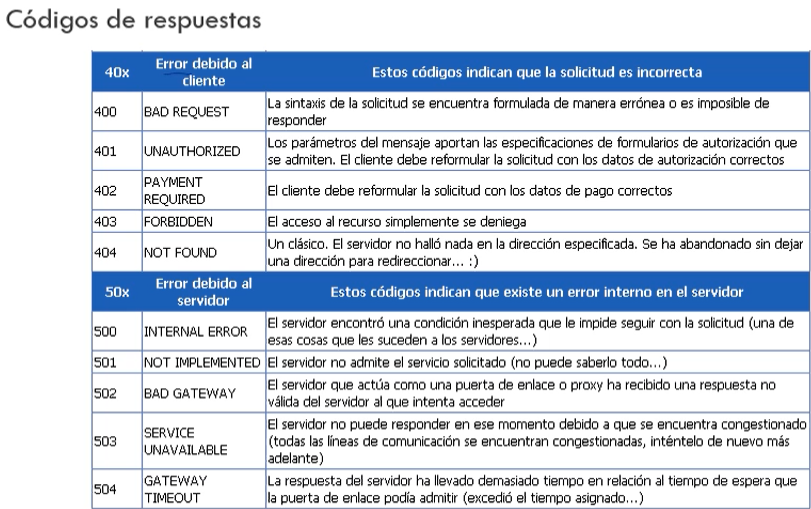 Códigos de respuestas
40x Error debido al cliente Estos códigos indican que la solicitud es incorrecta
400 BAD REQUEST La sintaxis de la solicitud se encuentra formulada de manera errónea o es imposible de
responder
401 UNAUTHORIZED Los parámetros del mensaje aportan las especificaciones de formularios de autorización que
se admiten. El cliente debe reformular la solicitud con los datos de autorización correctos
402 PAYMENT REQUIRED El cliente debe reformular la solicitud con los datos de pago correctos
403 FORBIDDEN El acceso al recurso simplemente se deniega
404 NOT FOUND Un clásico. El servidor no halló nada en la dirección especificada. Se ha abandonado sin dejar
una dirección para redireccionar... :)
50x Error debido al servidor Estos códigos indican que existe un error interno en el servidor
500 INTERNAL ERROR El servidor encontró una condición inesperada que le impide seguir con la solicitud (una de
esas cosas que les suceden a los servidores...)
501 NOT IMPLEMENTED El servidor no admite el servicio solicitado (no puede saberlo todo...)
502 BAD GATEWAY El servidor que actúa como una puerta de enlace o proxy ha recibido una respuesta no
válida del servidor al que intenta acceder
503 SERVICE UNAVAILABLE El servidor no puede responder en ese momento debido a que se encuentra congestionado
(todas las líneas de comunicación se encuentran congestionadas, inténtelo de nuevo más
adelante)
504 GATEWAY TIMEOUT La respuesta del servidor ha llevado demasiado tiempo en relación al tiempo de espera que
la puerta de enlace podía admitir (excedió el tiempo asignado...)